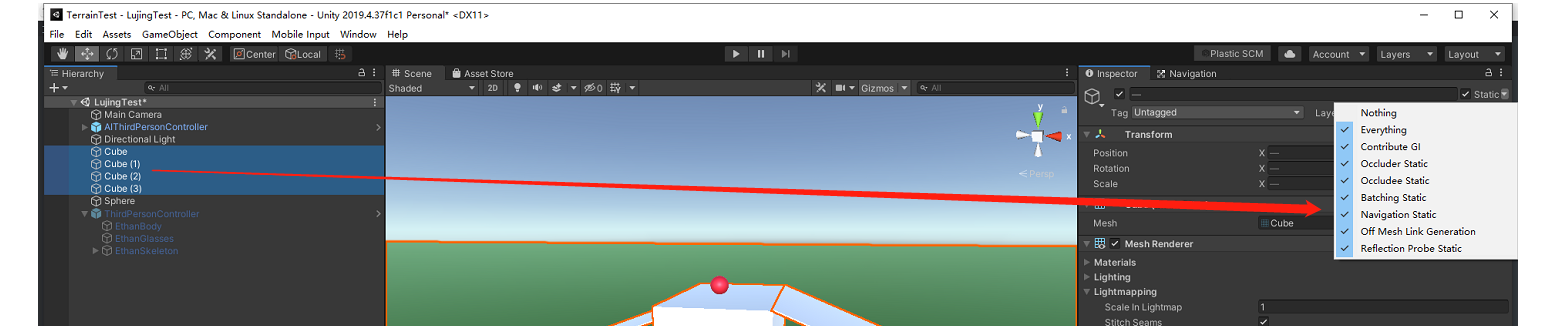 TerrainTest - LujingTest - PC, Mac & Linux Standalone - Unity 2019.4.37f1c1 Personal* <DX11>
File Edit Assets GameObject Component Mobile Input Window Help
Center Local Plastic SCM Account Layers Layout
Hierarchy Scene Asset Store Inspector Navigation
All Shaded 2D 0 Gizmos All Static
LujingTest*
Main Camera
AIThirdPersonController
Directional Light
Cube
Cube (1)
Cube (2)
Cube (3)
Sphere
ThirdPersonController
EthanBody
EthanGlasses
EthanSkeleton
y
x
Persp
Tag Untagged Laye
Transform
Position X —
Rotation X —
Scale X —
Mesh Cube
Mesh Renderer
Materials
Lighting
Lightmapping
Scale In Lightmap 1
Stitch Seams
Nothing
Everything
Contribute GI
Occluder Static
Occludee Static
Batching Static
Navigation Static
Off Mesh Link Generation
Reflection Probe Static